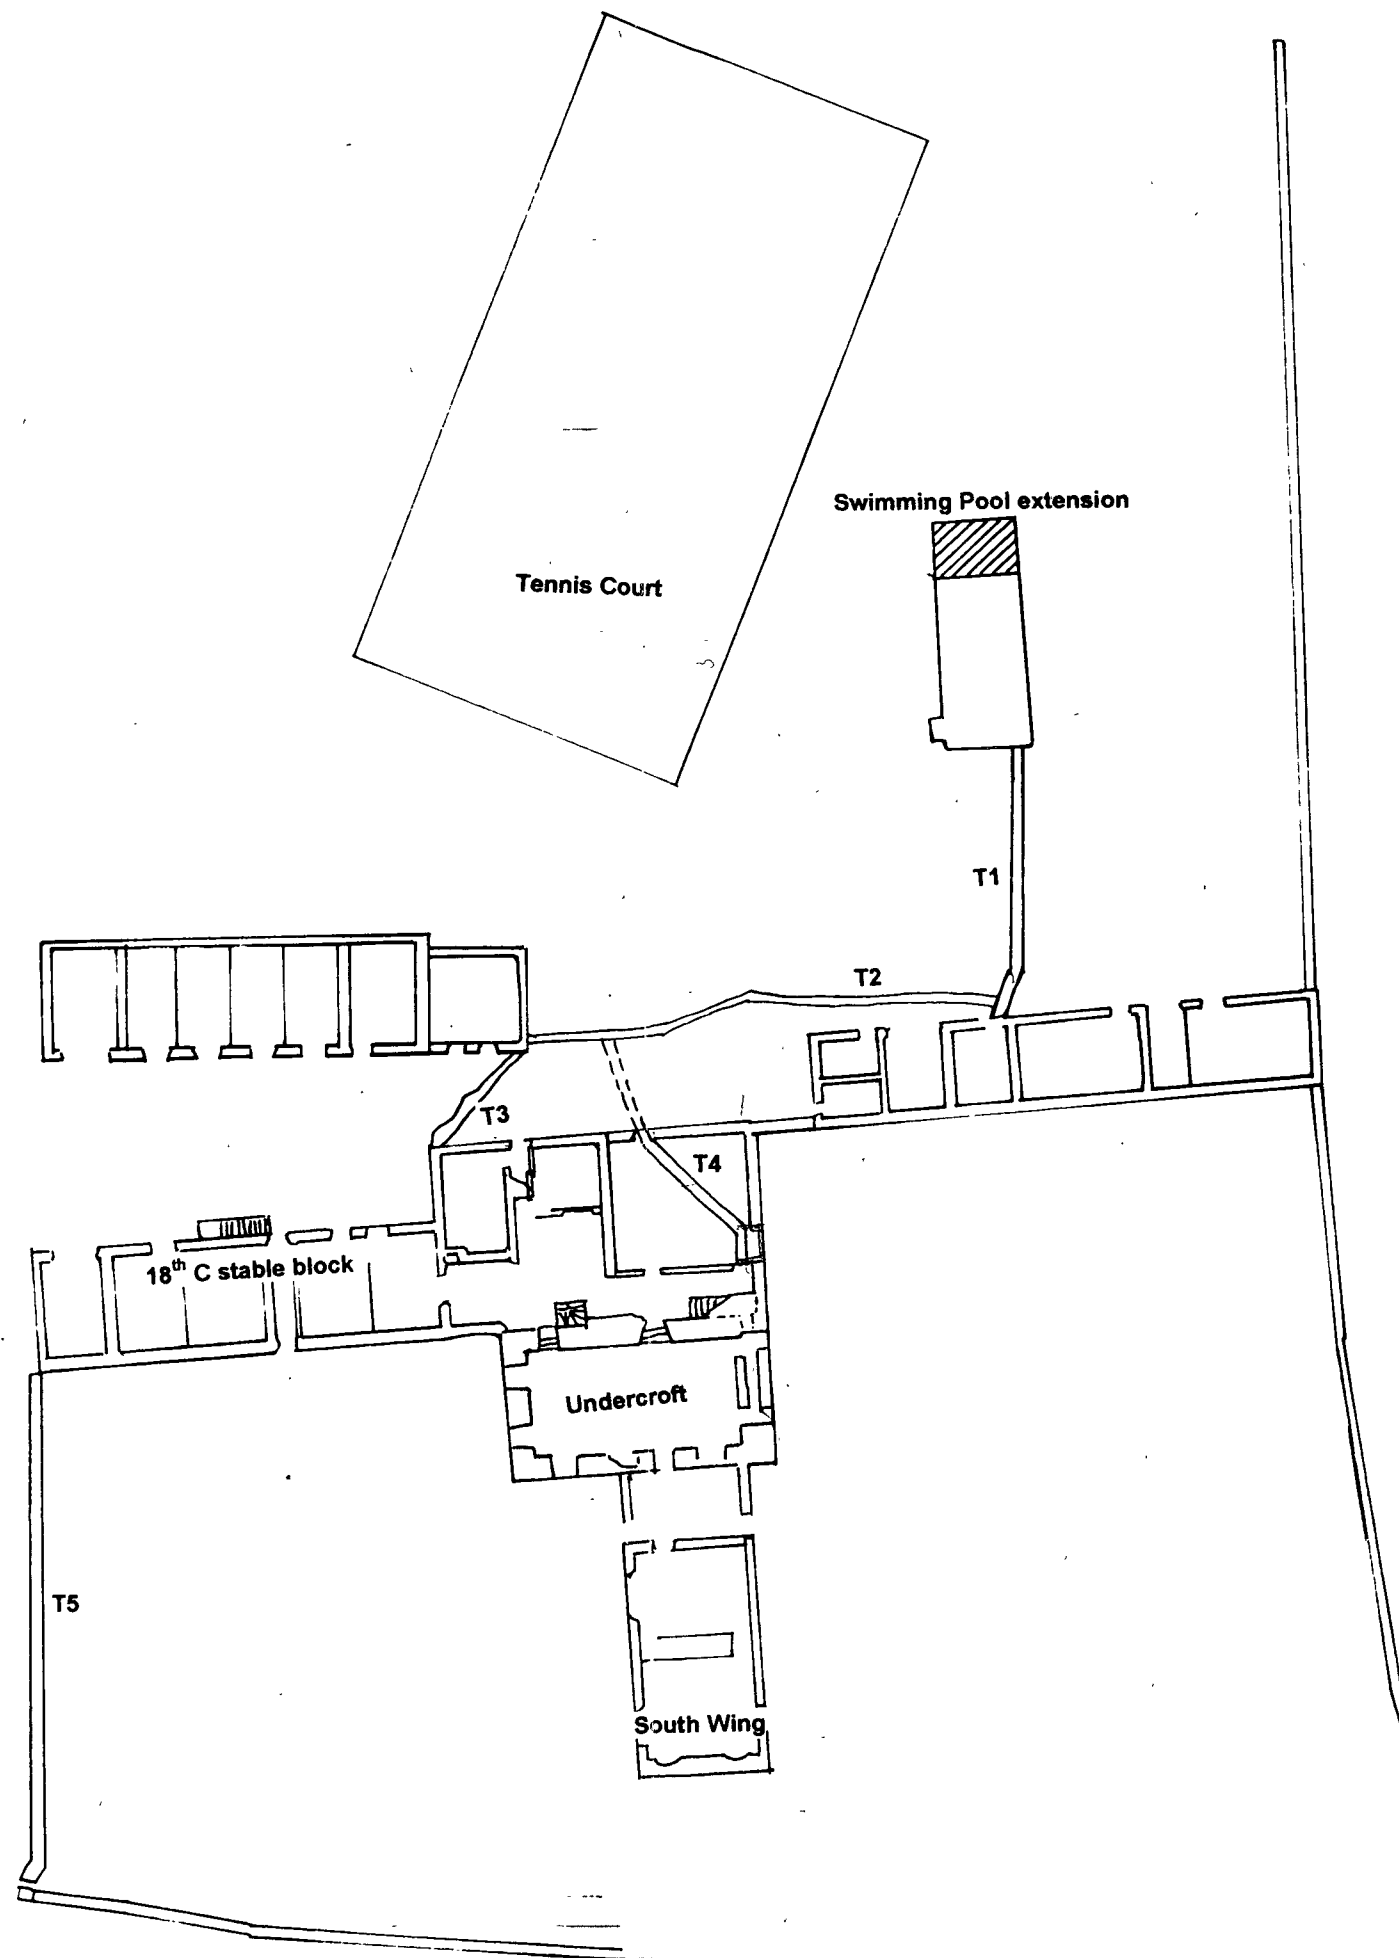 Swimming Pool extension
Tennis Court
T1
T2
T3
T4
18th C stable block
Undercroft
T5
South Wing